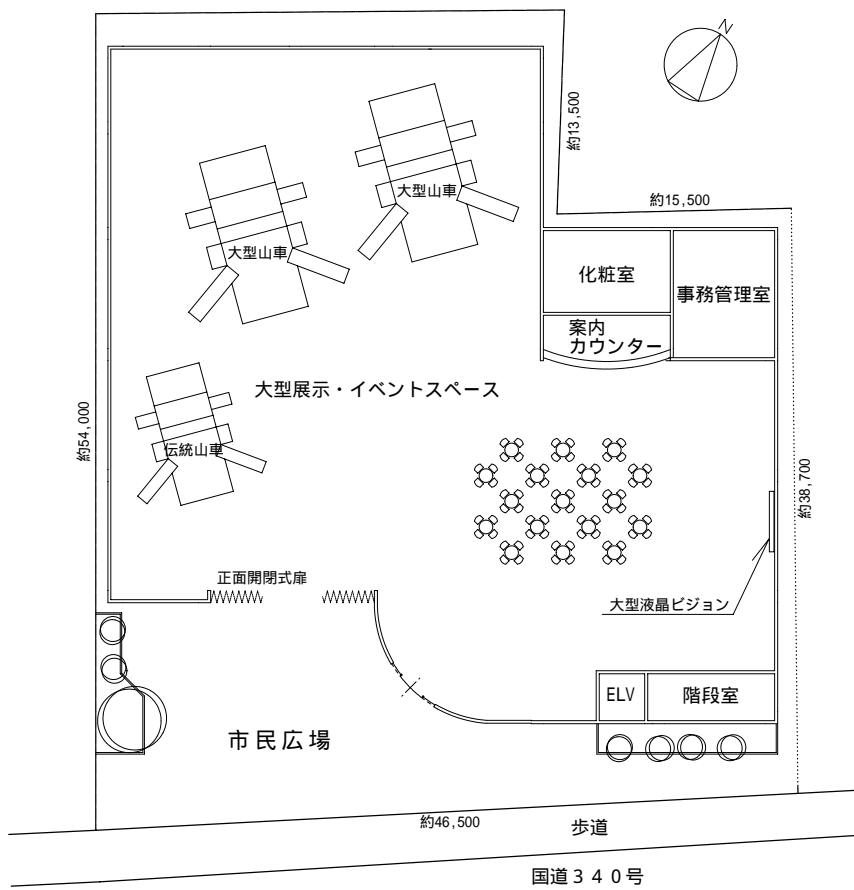 N
約13,500
約15,500
大型山車
大型山車
化粧室
事務管理室
案内
カウンター
大型展示・イベントスペース
約54,000
伝統山車
約38,700
正面開閉式扉
大型液晶ビジョン
ELV
階段室
市民広場
約46,500
歩道
国道340号